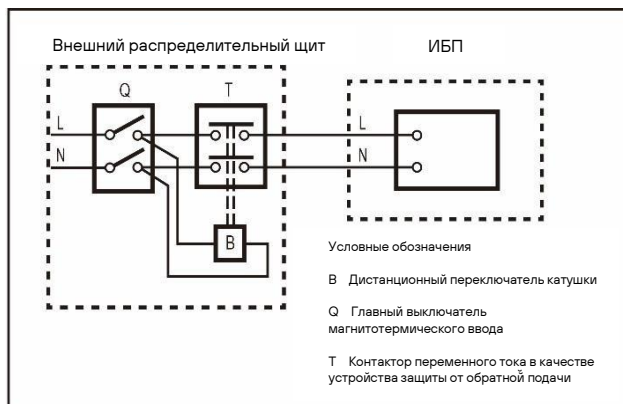 Внешний распределительный щит
ИБП
Q
T
L
N
L
N
B
Условные обозначения
B Дистанционный переключатель катушки
Q Главный выключатель
магнитотермического ввода
T Контактор переменного тока в качестве
устройства защиты от обратной подачи